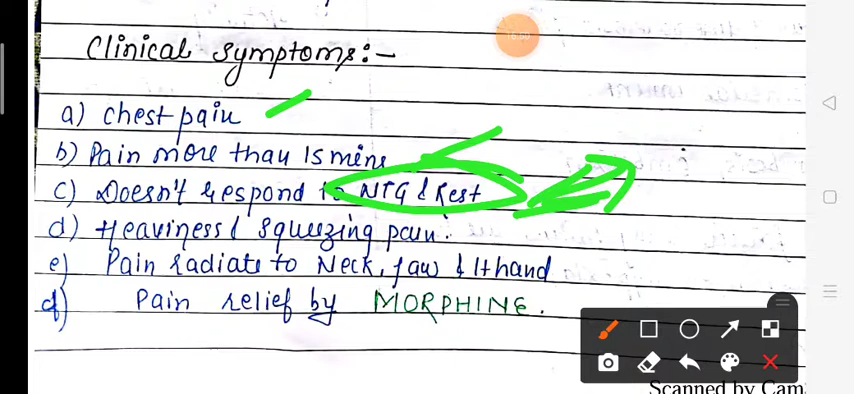 Clinical Symptoms:-
a) Chest pain
b) Pain more than 15 mins
c) Doesn't respond to NTG & Rest
d) Heaviness & Squeezing pain.
e) Pain radiate to Neck, Jaw & lt hand
f) Pain relief by MORPHINE.
Scanned by Cam